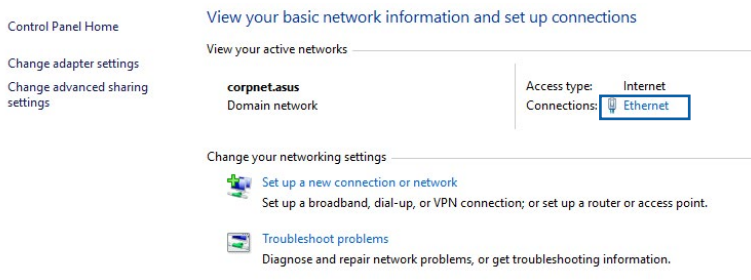 Control Panel Home
Change adapter settings
Change advanced sharing
settings
View your basic network information and set up connections
View your active networks
corpnet.asus
Domain network
Access type: Internet
Connections: Ethernet
Change your networking settings
Set up a new connection or network
Set up a broadband, dial-up, or VPN connection; or set up a router or access point.
Troubleshoot problems
Diagnose and repair network problems, or get troubleshooting information.